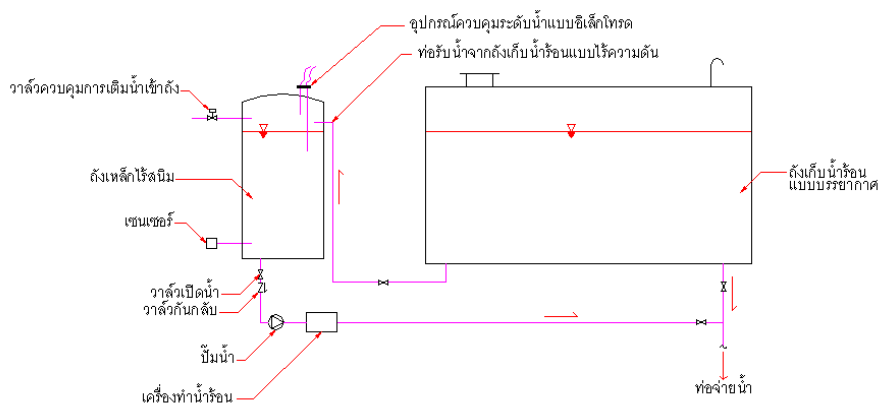 อุปกรณ์ควบคุมระดับน้ำแบบอิเล็กโทรด
ท่อรับน้ำจากถังเก็บน้ำร้อนแบบไร้ความดัน
วาล์วควบคุมการเติมน้ำเข้าถัง
ถังเหล็กไร้สนิม
ถังเก็บน้ำร้อน
แบบบรรยากาศ
เซนเซอร์
วาล์วเปิดน้ำ
วาล์วกันกลับ
ปั๊มน้ำ
เครื่องทำน้ำร้อน
ท่อจ่ายน้ำ